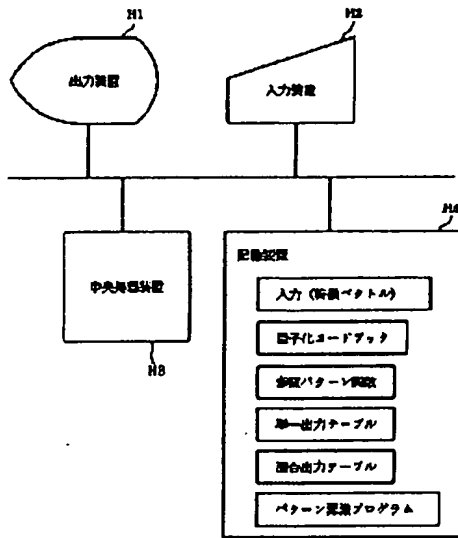 H1
H2
出力装置
入力装置
H4
中央処理装置
H3
記憶装置
入力（特徴ベクトル）
量子化コードブック
参照パターン関数
単一出力テーブル
混合出力テーブル
パターン認識プログラム